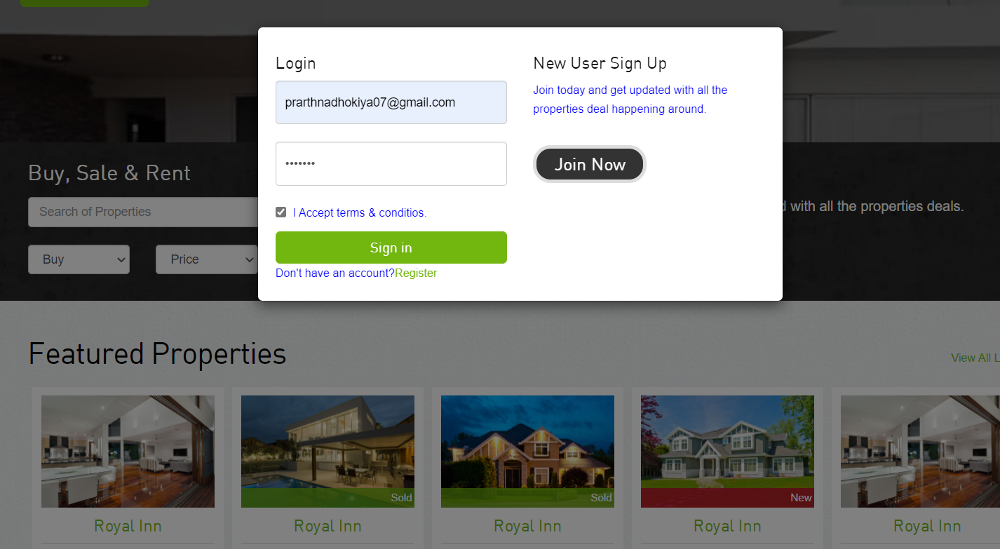 Login
prarthnadhokiya07@gmail.com
•••••••
I Accept terms & conditios.
Sign in
Don't have an account?Register
New User Sign Up
Join today and get updated with all the
properties deal happening around.
Join Now
Buy, Sale & Rent
Search of Properties
Buy
Price
with all the properties deals.
Featured Properties
View All
Sold
Sold
New
Royal Inn
Royal Inn
Royal Inn
Royal Inn
Royal Inn